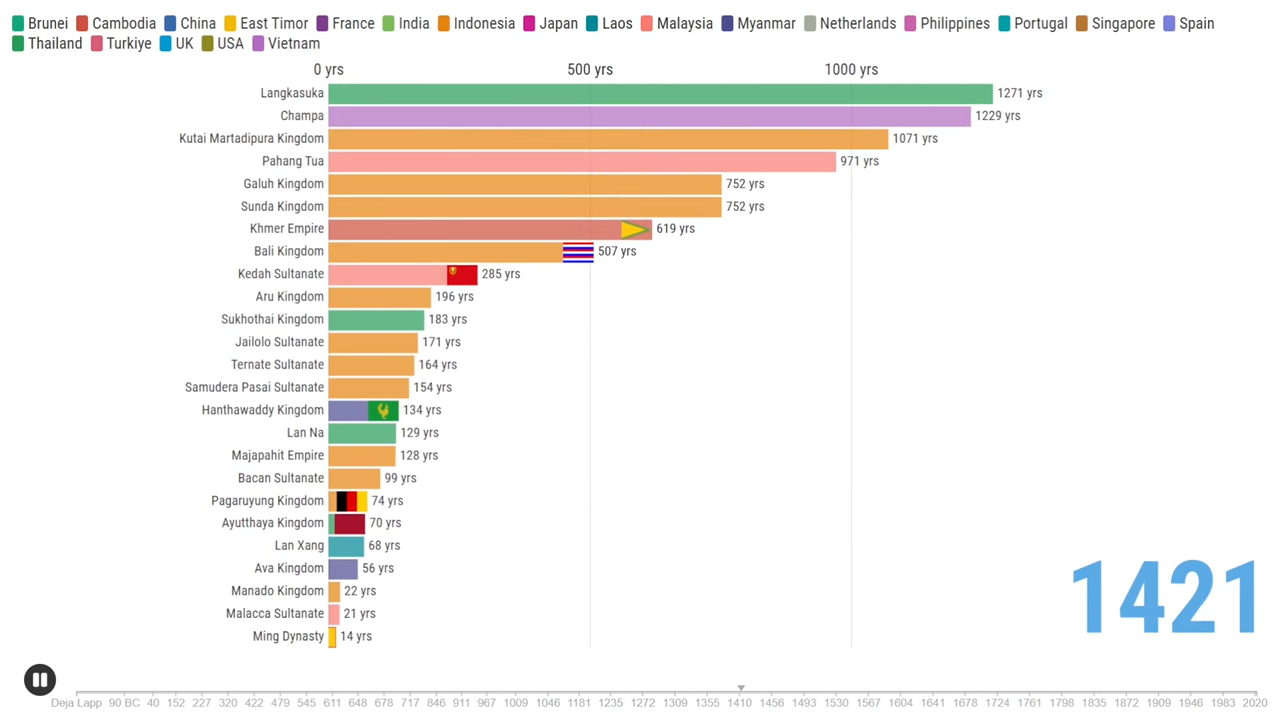 Brunei Cambodia China East Timor France India Indonesia Japan Laos Malaysia Myanmar Netherlands Philippines Portugal Singapore Spain
Thailand Turkiye UK USA Vietnam
0 yrs 500 yrs 1000 yrs
Langkasuka 1271 yrs
Champa 1229 yrs
Kutai Martadipura Kingdom 1071 yrs
Pahang Tua 971 yrs
Galuh Kingdom 752 yrs
Sunda Kingdom 752 yrs
Khmer Empire 619 yrs
Bali Kingdom 507 yrs
Kedah Sultanate 285 yrs
Aru Kingdom 196 yrs
Sukhothai Kingdom 183 yrs
Jailolo Sultanate 171 yrs
Ternate Sultanate 164 yrs
Samudera Pasai Sultanate 154 yrs
Hanthawaddy Kingdom 134 yrs
Lan Na 129 yrs
Majapahit Empire 128 yrs
Bacan Sultanate 99 yrs
Pagaruyung Kingdom 74 yrs
Ayutthaya Kingdom 70 yrs
Lan Xang 68 yrs
Ava Kingdom 56 yrs
Manado Kingdom 22 yrs
Malacca Sultanate 21 yrs
Ming Dynasty 14 yrs
1421
Deja Lapp 90 BC 40 152 227 320 422 479 545 611 648 678 717 846 911 967 1009 1046 1181 1309 1355 1410 1456 1493 1530 1567 1604 1641 1688 1724 1798 1835 1872 1909 1946 1983 2020